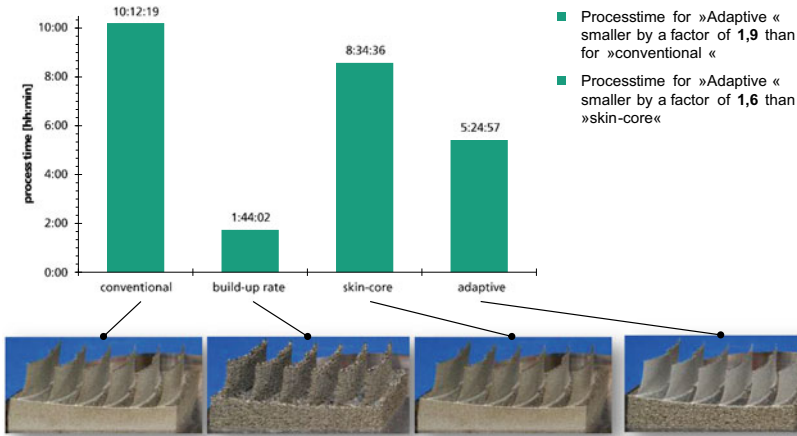 10:12:19
10:00
8:34:36
8:00
6:00
5:24:57
4:00
2:00
1:44:02
0:00
process time [hh:min]
conventional
build-up rate
skin-core
adaptive
Processtime for »Adaptive «
smaller by a factor of 1,9 than
for »conventional «
Processtime for »Adaptive «
smaller by a factor of 1,6 than
»skin-core«